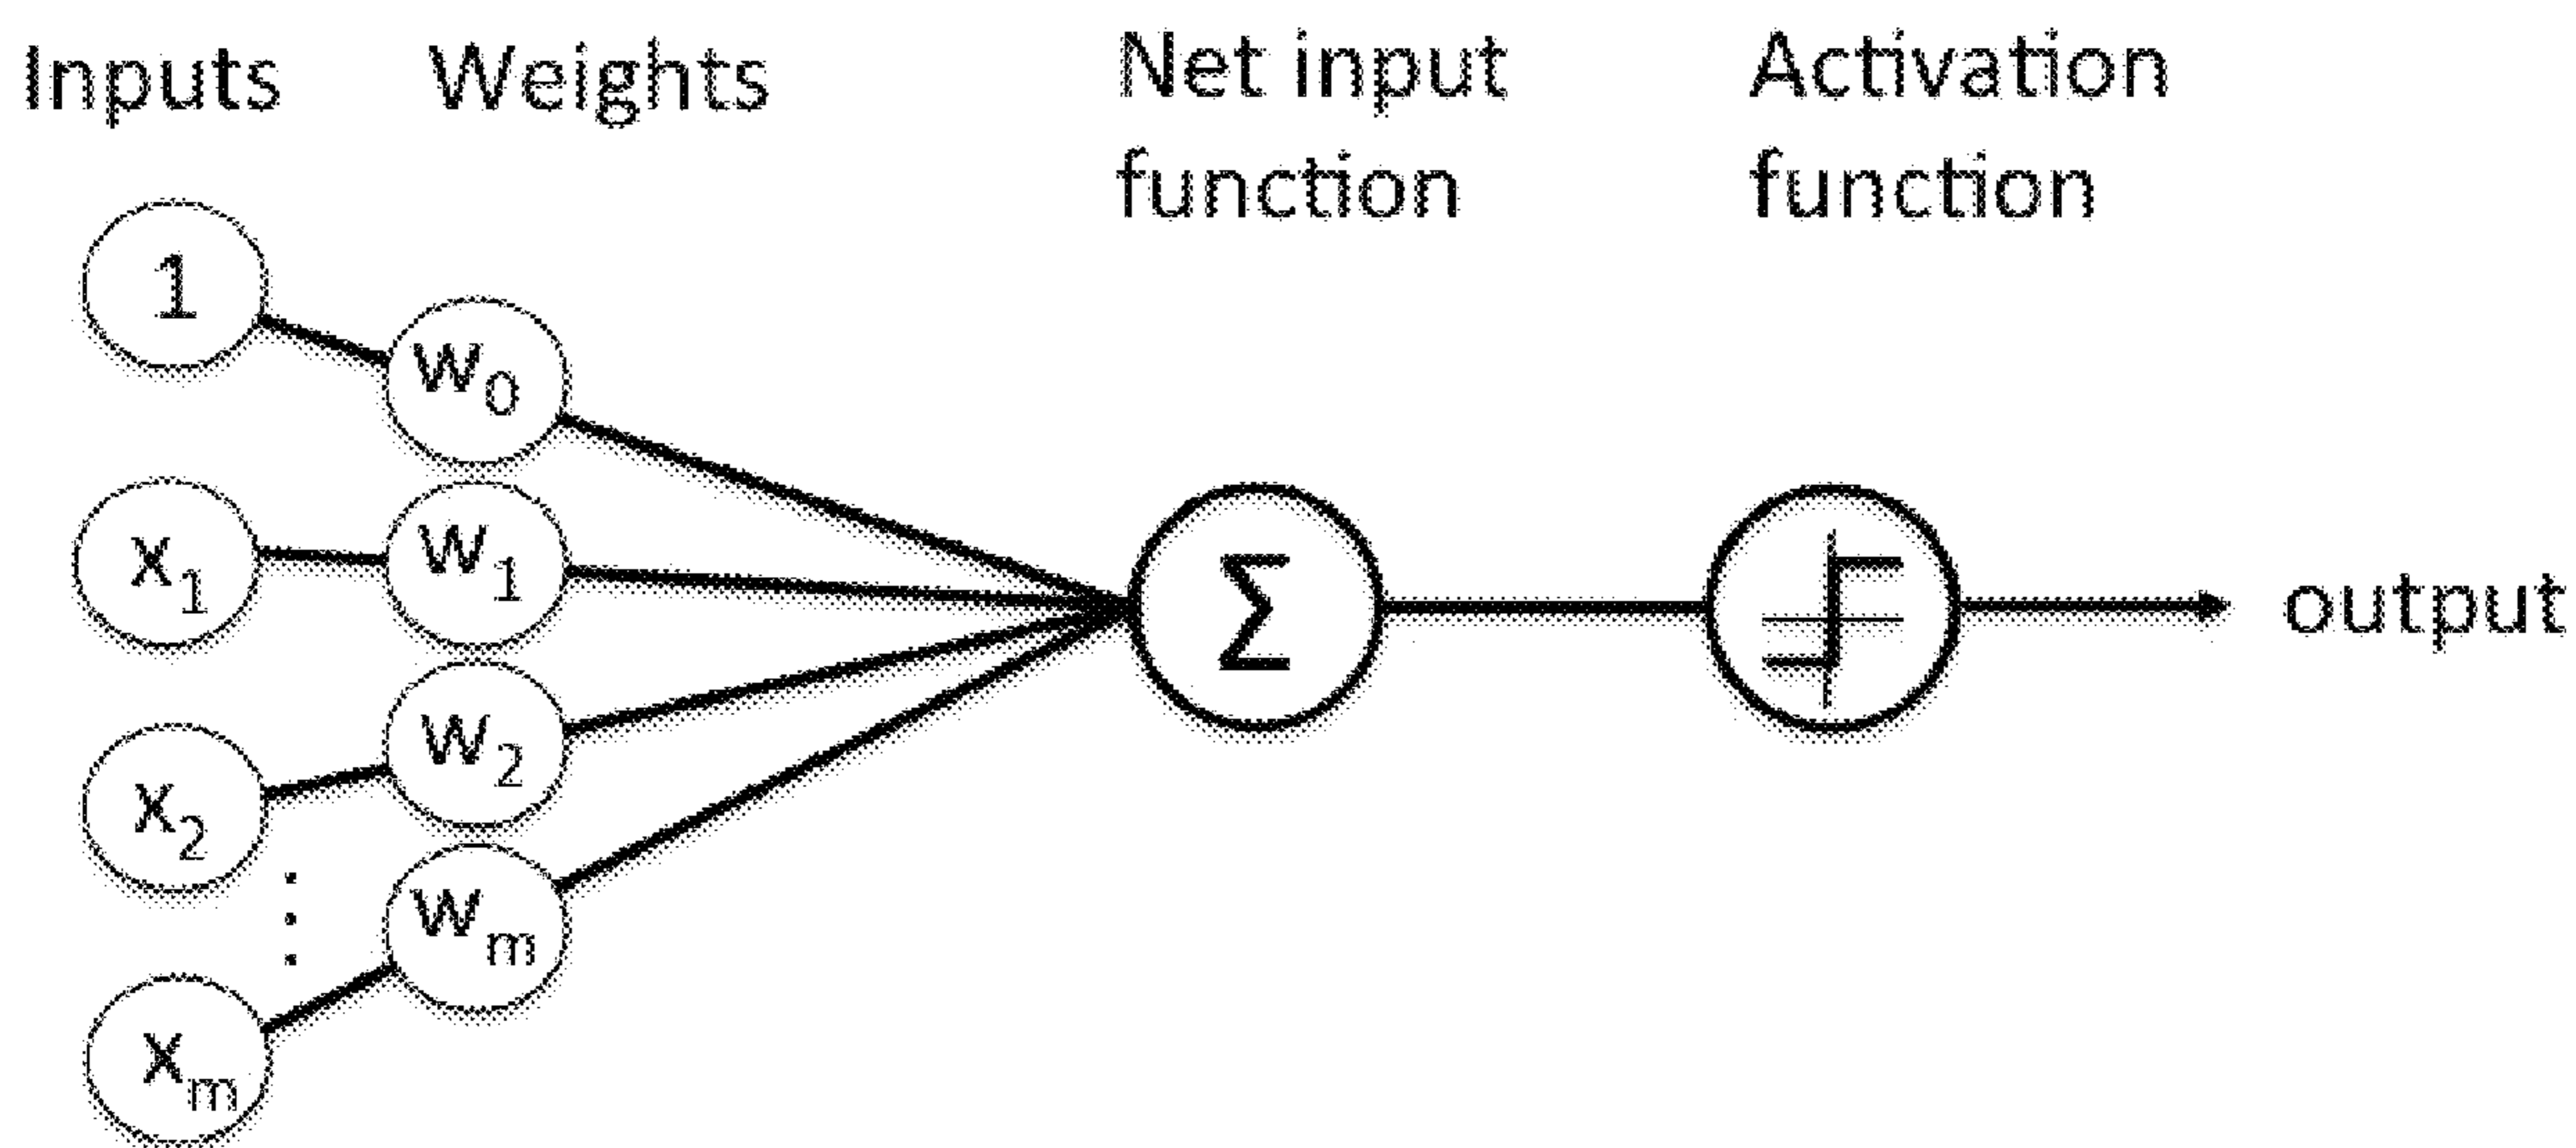 Inputs
Weights
Net input
function
Activation
function
1
w0
x1
w1
x2
w2
xm
wm
Σ
output